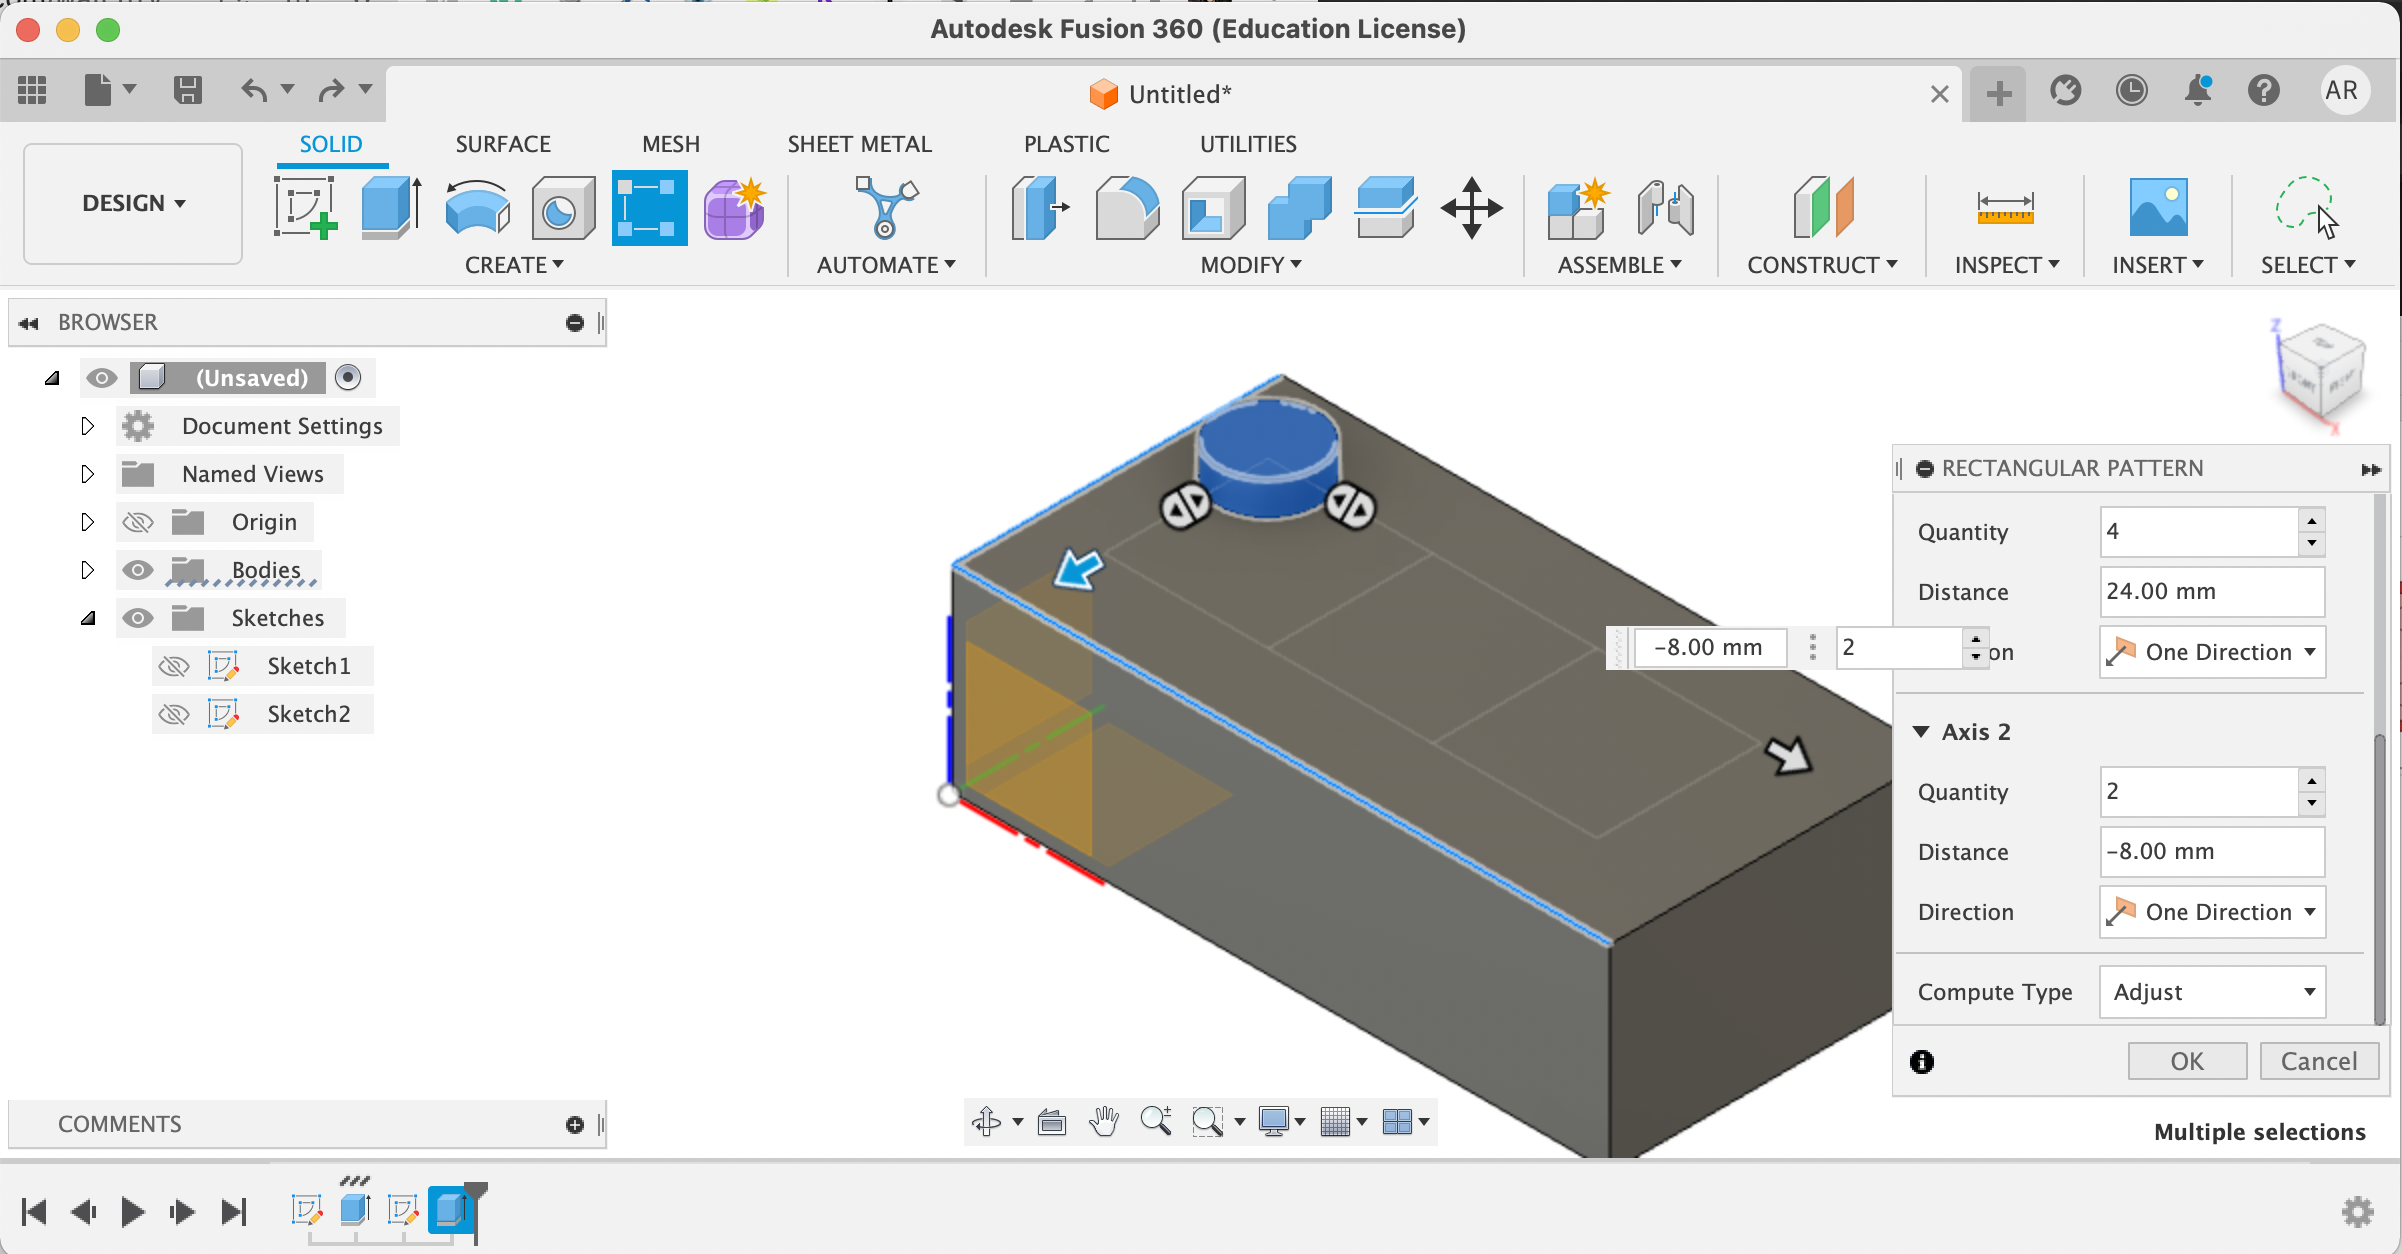 Autodesk Fusion 360 (Education License)
Untitled*
AR
SOLID SURFACE MESH SHEET METAL PLASTIC UTILITIES
DESIGN
CREATE AUTOMATE MODIFY ASSEMBLE CONSTRUCT INSPECT INSERT SELECT
BROWSER
(Unsaved)
Document Settings
Named Views
Origin
Bodies
Sketches
Sketch1
Sketch2
Z
X
RECTANGULAR PATTERN
Quantity 4
Distance 24.00 mm
-8.00 mm 2
on One Direction
Axis 2
Quantity 2
Distance -8.00 mm
Direction One Direction
Compute Type Adjust
OK Cancel
COMMENTS
Multiple selections